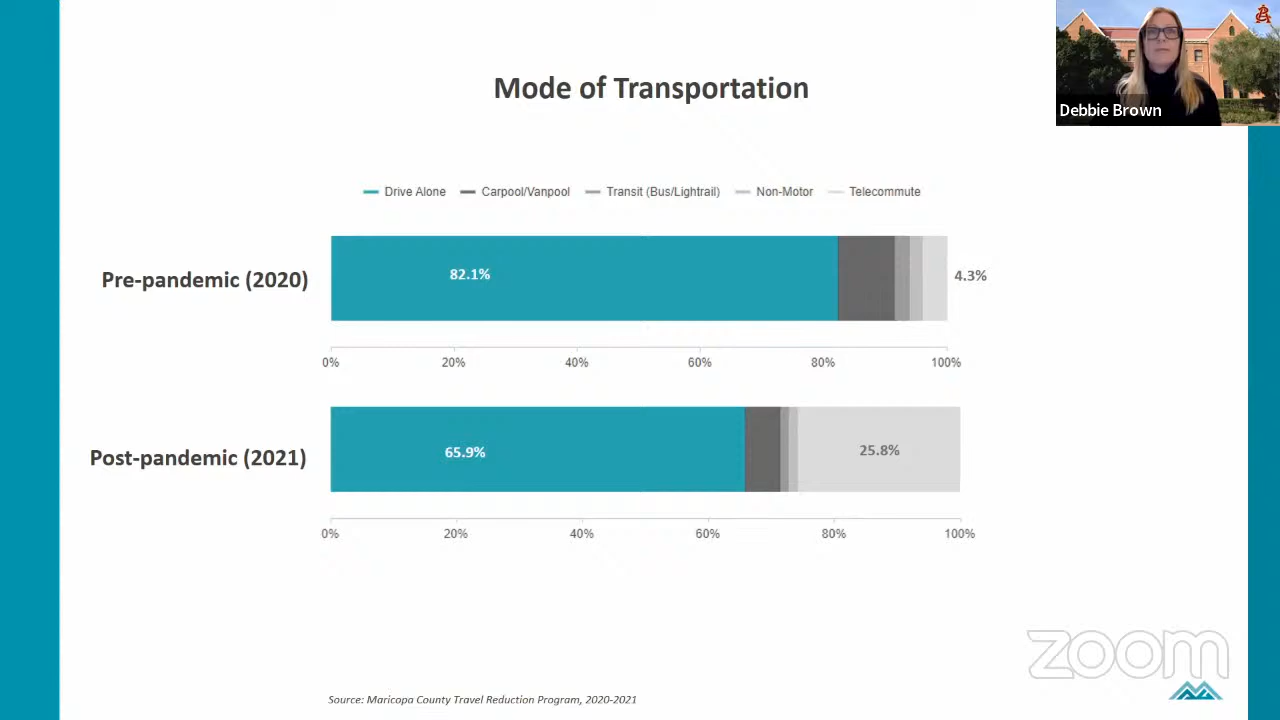 Debbie Brown
Mode of Transportation
Drive Alone Carpool/Vanpool Transit (Bus/Lightrail) Non-Motor Telecommute
Pre-pandemic (2020)
82.1%
4.3%
0% 20% 40% 60% 80% 100%
Post-pandemic (2021)
65.9%
25.8%
0% 20% 40% 60% 80% 100%
zoom
Source: Maricopa County Travel Reduction Program, 2020-2021